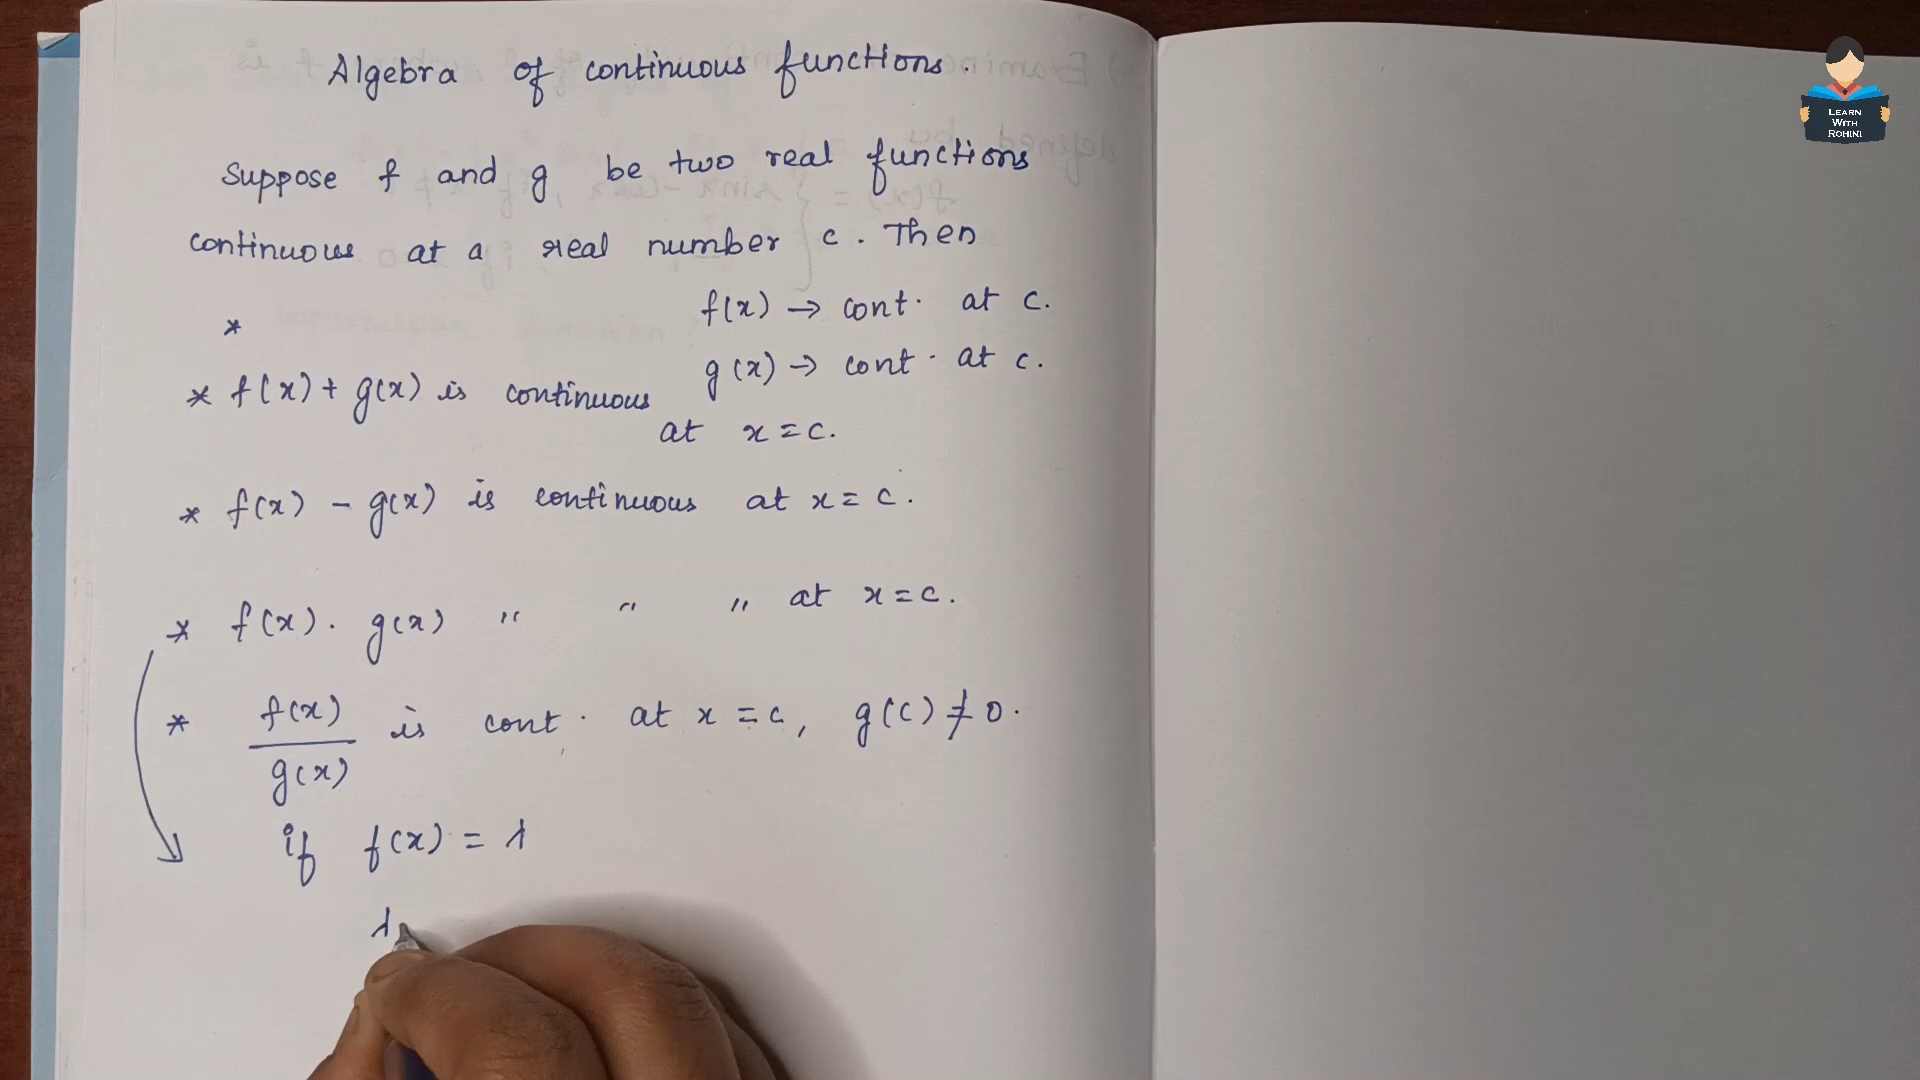 Algebra of continuous functions.
Suppose f and g be two real functions
continuous at a real number c. Then
* f(x) → cont. at c.
g(x) → cont. at c.
* f(x) + g(x) is continuous
at x = c.
* f(x) - g(x) is continuous at x = c.
* f(x). g(x) " " " at x = c.
* f(x)/g(x) is cont. at x = c, g(c) ≠ 0.
if f(x) = λ
λ
LEARN
WITH
ROHINI